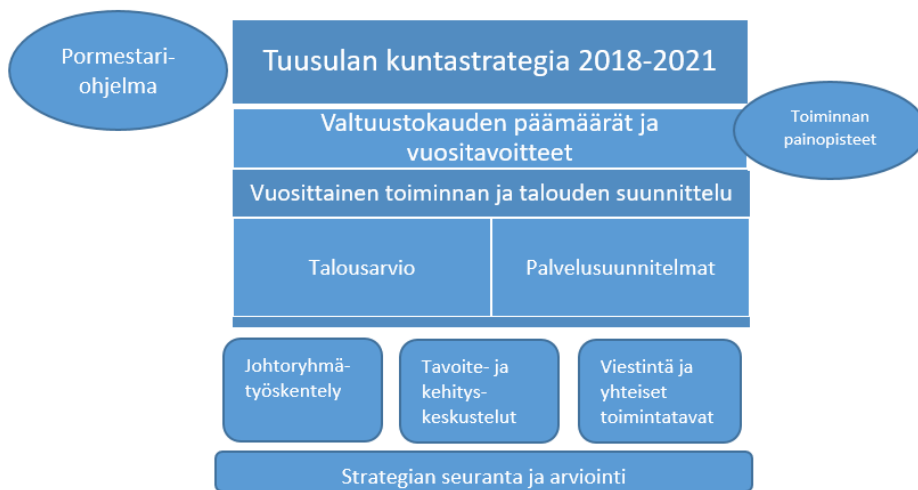 Pormestari-
ohjelma
Tuusulan kuntastrategia 2018-2021
Valtuustokauden päämäärät ja
vuositavoitteet
Toiminnan
painopisteet
Vuosittainen toiminnan ja talouden suunnittelu
Talousarvio
Palvelusuunnitelmat
Johtoryhmä-
työskentely
Tavoite- ja
kehitys-
keskustelut
Viestintä ja
yhteiset
toimintatavat
Strategian seuranta ja arviointi